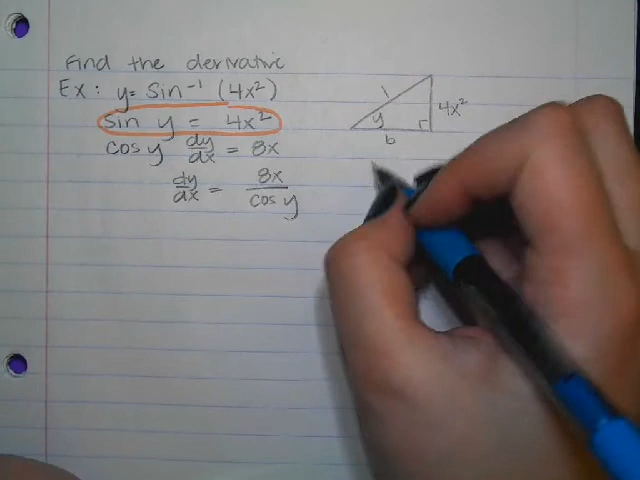 Find the derivative
Ex: y = Sin⁻¹ (4x²)
sin y = 4x²
cos y dy/dx = 8x
dy/dx = 8x/cos y
1
y
4x²
b